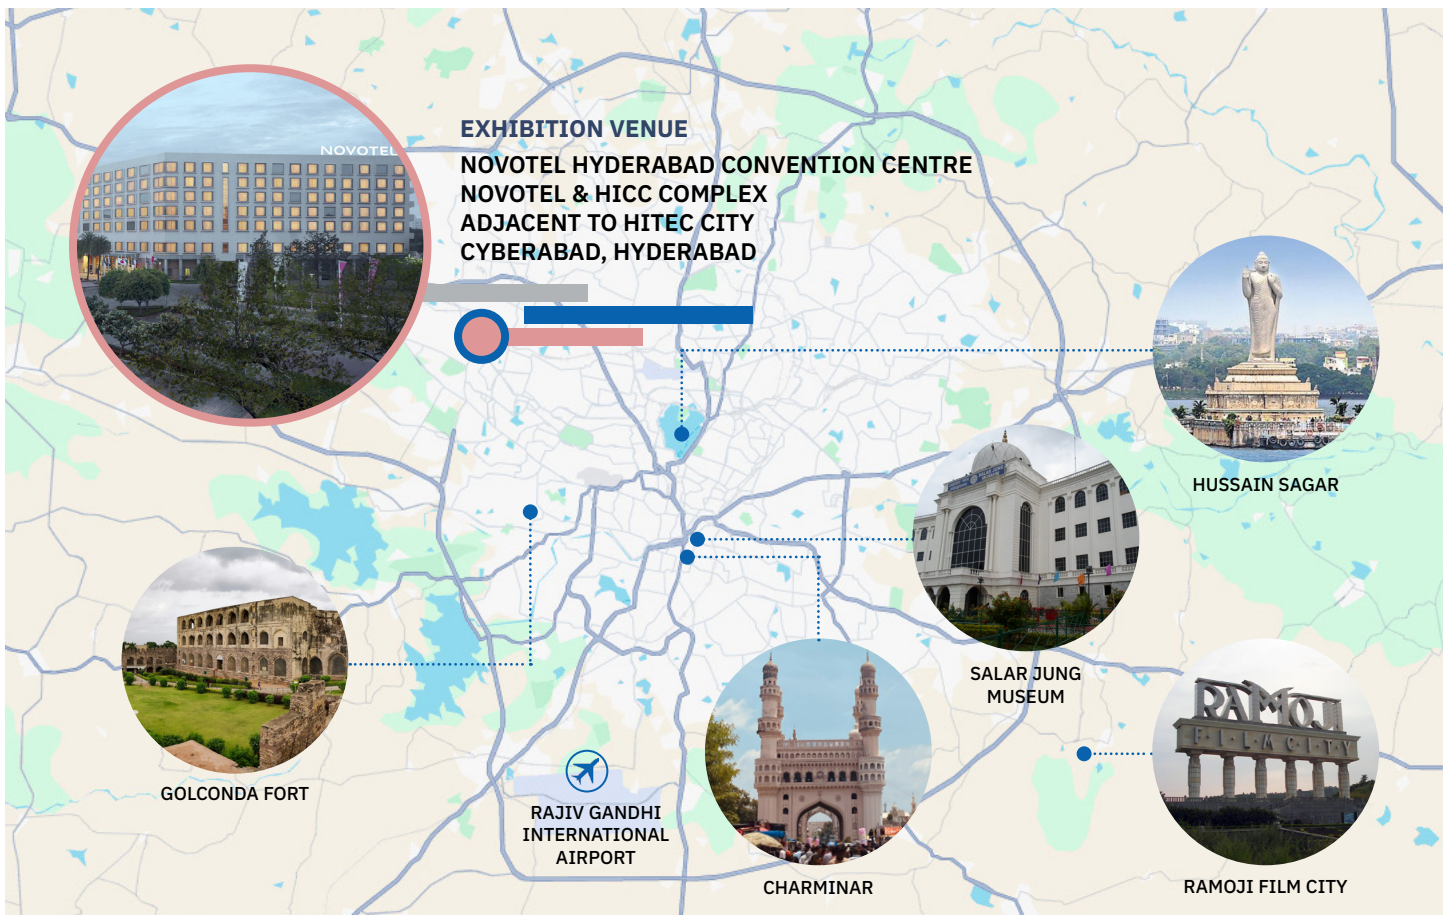 NOVOTEL
EXHIBITION VENUE
NOVOTEL HYDERABAD CONVENTION CENTRE
NOVOTEL & HICC COMPLEX
ADJACENT TO HITEC CITY
CYBERABAD, HYDERABAD
HUSSAIN SAGAR
SALAR JUNG
MUSEUM
RAMOJI
FILM CITY
GOLCONDA FORT
RAJIV GANDHI
INTERNATIONAL
AIRPORT
CHARMINAR
RAMOJI FILM CITY